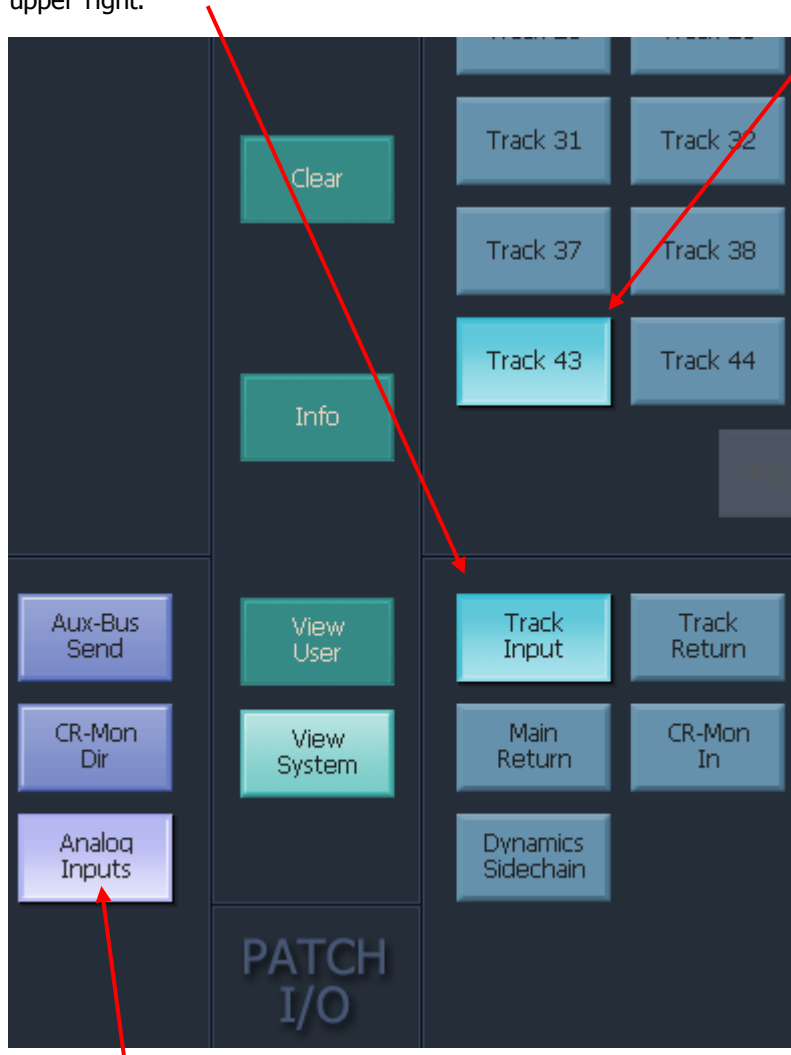 upper right.
Track 31
Track 32
Clear
Track 37
Track 38
Track 43
Track 44
Info
Aux-Bus
Send
View
User
Track
Input
Track
Return
CR-Mon
Dir
View
System
Main
Return
CR-Mon
In
Analog
Inputs
Dynamics
Sidechain
PATCH
I/O